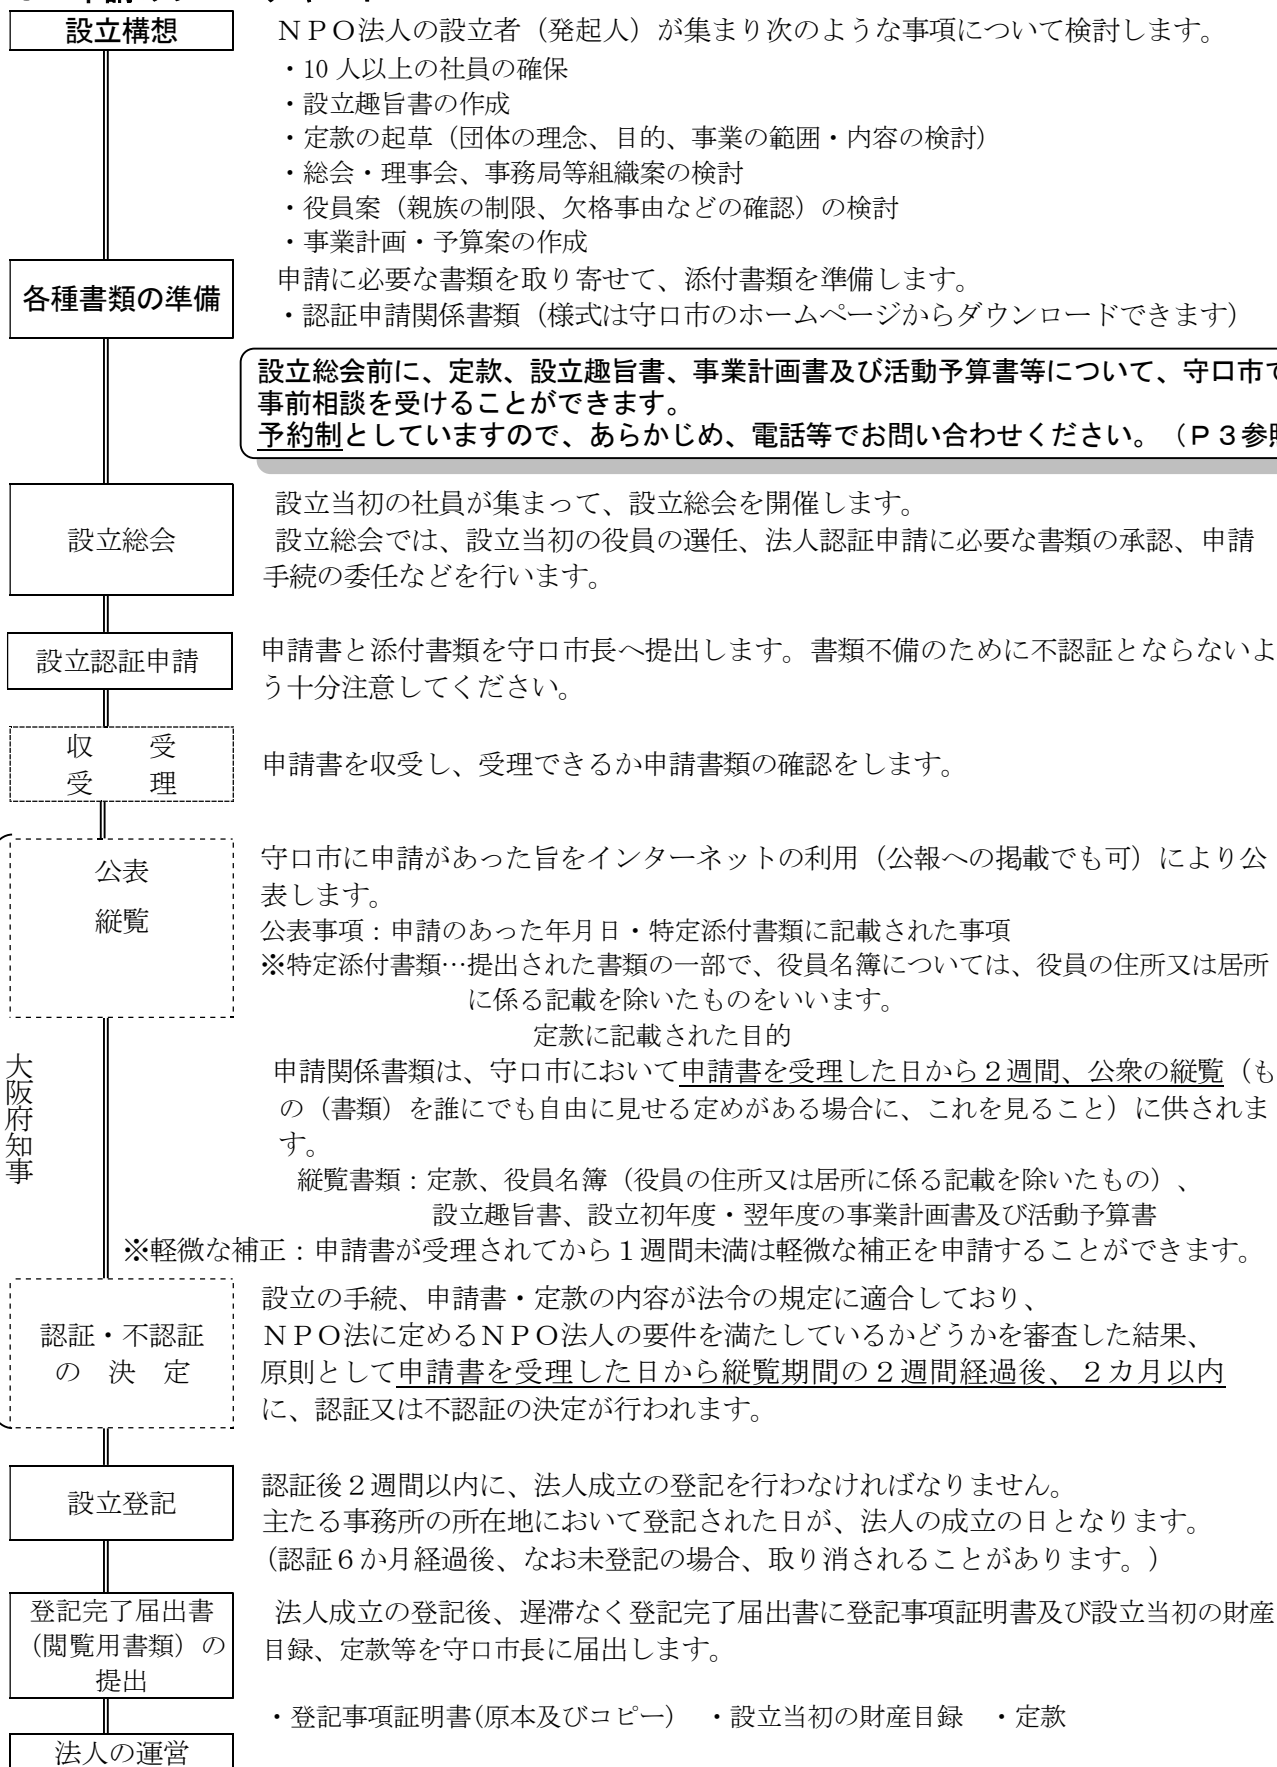 設立構想
ＮＰＯ法人の設立者（発起人）が集まり次のような事項について検討します。
・10 人以上の社員の確保
・設立趣旨書の作成
・定款の起草（団体の理念、目的、事業の範囲・内容の検討）
・総会・理事会、事務局等組織案の検討
・役員案（親族の制限、欠格事由などの確認）の検討
・事業計画・予算案の作成
各種書類の準備
申請に必要な書類を取り寄せて、添付書類を準備します。
・認証申請関係書類（様式は守口市のホームページからダウンロードできます）
設立総会前に、定款、設立趣旨書、事業計画書及び活動予算書等について、守口市で
事前相談を受けることができます。
予約制としていますので、あらかじめ、電話等でお問い合わせください。（Ｐ３参照
設立総会
設立当初の社員が集まって、設立総会を開催します。
設立総会では、設立当初の役員の選任、法人認証申請に必要な書類の承認、申請
手続の委任などを行います。
設立認証申請
申請書と添付書類を守口市長へ提出します。書類不備のために不認証とならないよ
う十分注意してください。
収　　受
受　　理
申請書を収受し、受理できるか申請書類の確認をします。
公表
縦覧
守口市に申請があった旨をインターネットの利用（公報への掲載でも可）により公
表します。
公表事項：申請のあった年月日・特定添付書類に記載された事項
※特定添付書類…提出された書類の一部で、役員名簿については、役員の住所又は居所
に係る記載を除いたものをいいます。
定款に記載された目的
大阪府知事
申請関係書類は、守口市において申請書を受理した日から２週間、公衆の縦覧（も
の（書類）を誰にでも自由に見せる定めがある場合に、これを見ること）に供されま
す。
縦覧書類：定款、役員名簿（役員の住所又は居所に係る記載を除いたもの）、
設立趣旨書、設立初年度・翌年度の事業計画書及び活動予算書
※軽微な補正：申請書が受理されてから１週間未満は軽微な補正を申請することができます。
認証・不認証
の　決　定
設立の手続、申請書・定款の内容が法令の規定に適合しており、
ＮＰＯ法に定めるＮＰＯ法人の要件を満たしているかどうかを審査した結果、
原則として申請書を受理した日から縦覧期間の２週間経過後、２カ月以内
に、認証又は不認証の決定が行われます。
設立登記
認証後２週間以内に、法人成立の登記を行わなければなりません。
主たる事務所の所在地において登記された日が、法人の成立の日となります。
（認証６か月経過後、なお未登記の場合、取り消されることがあります。）
登記完了届出書
（閲覧用書類）の
提出
法人成立の登記後、遅滞なく登記完了届出書に登記事項証明書及び設立当初の財産
目録、定款等を守口市長に届出します。
・登記事項証明書(原本及びコピー)　・設立当初の財産目録　・定款
法人の運営